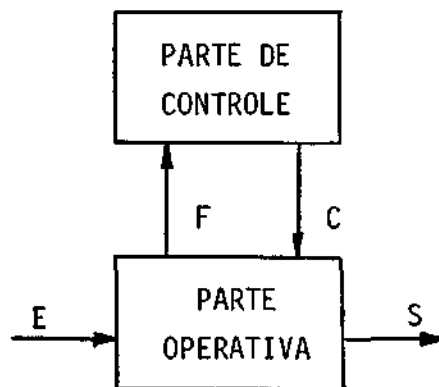 PARTE DE
CONTROLE
F
C
E
PARTE
OPERATIVA
S